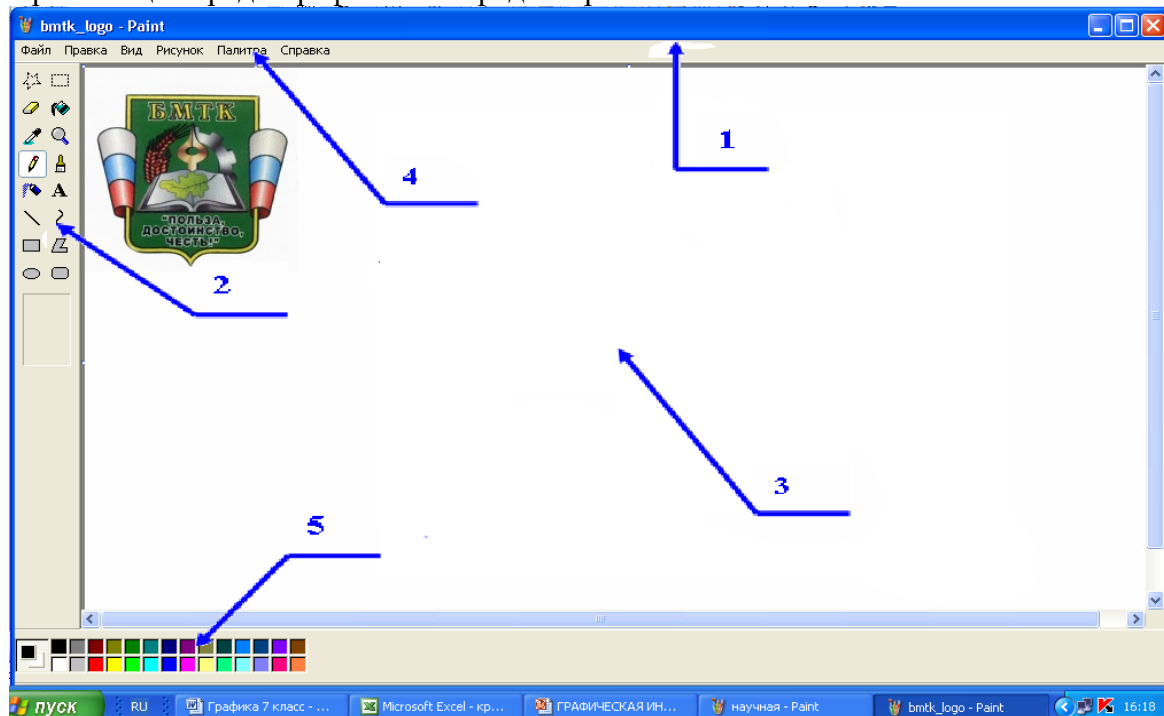 bmtk_logo - Paint
Файл Правка Вид Рисунок Палитра Справка
1
БМТК
4
A
"ПОЛЬЗА,
ДОСТОИНСТВО,
ЧЕСТЬ!"
2
3
5
пуск RU Графика 7 класс - ... Microsoft Excel - кр... ГРАФИЧЕСКАЯ ИН... научная - Paint bmtk_logo - Paint 16:18